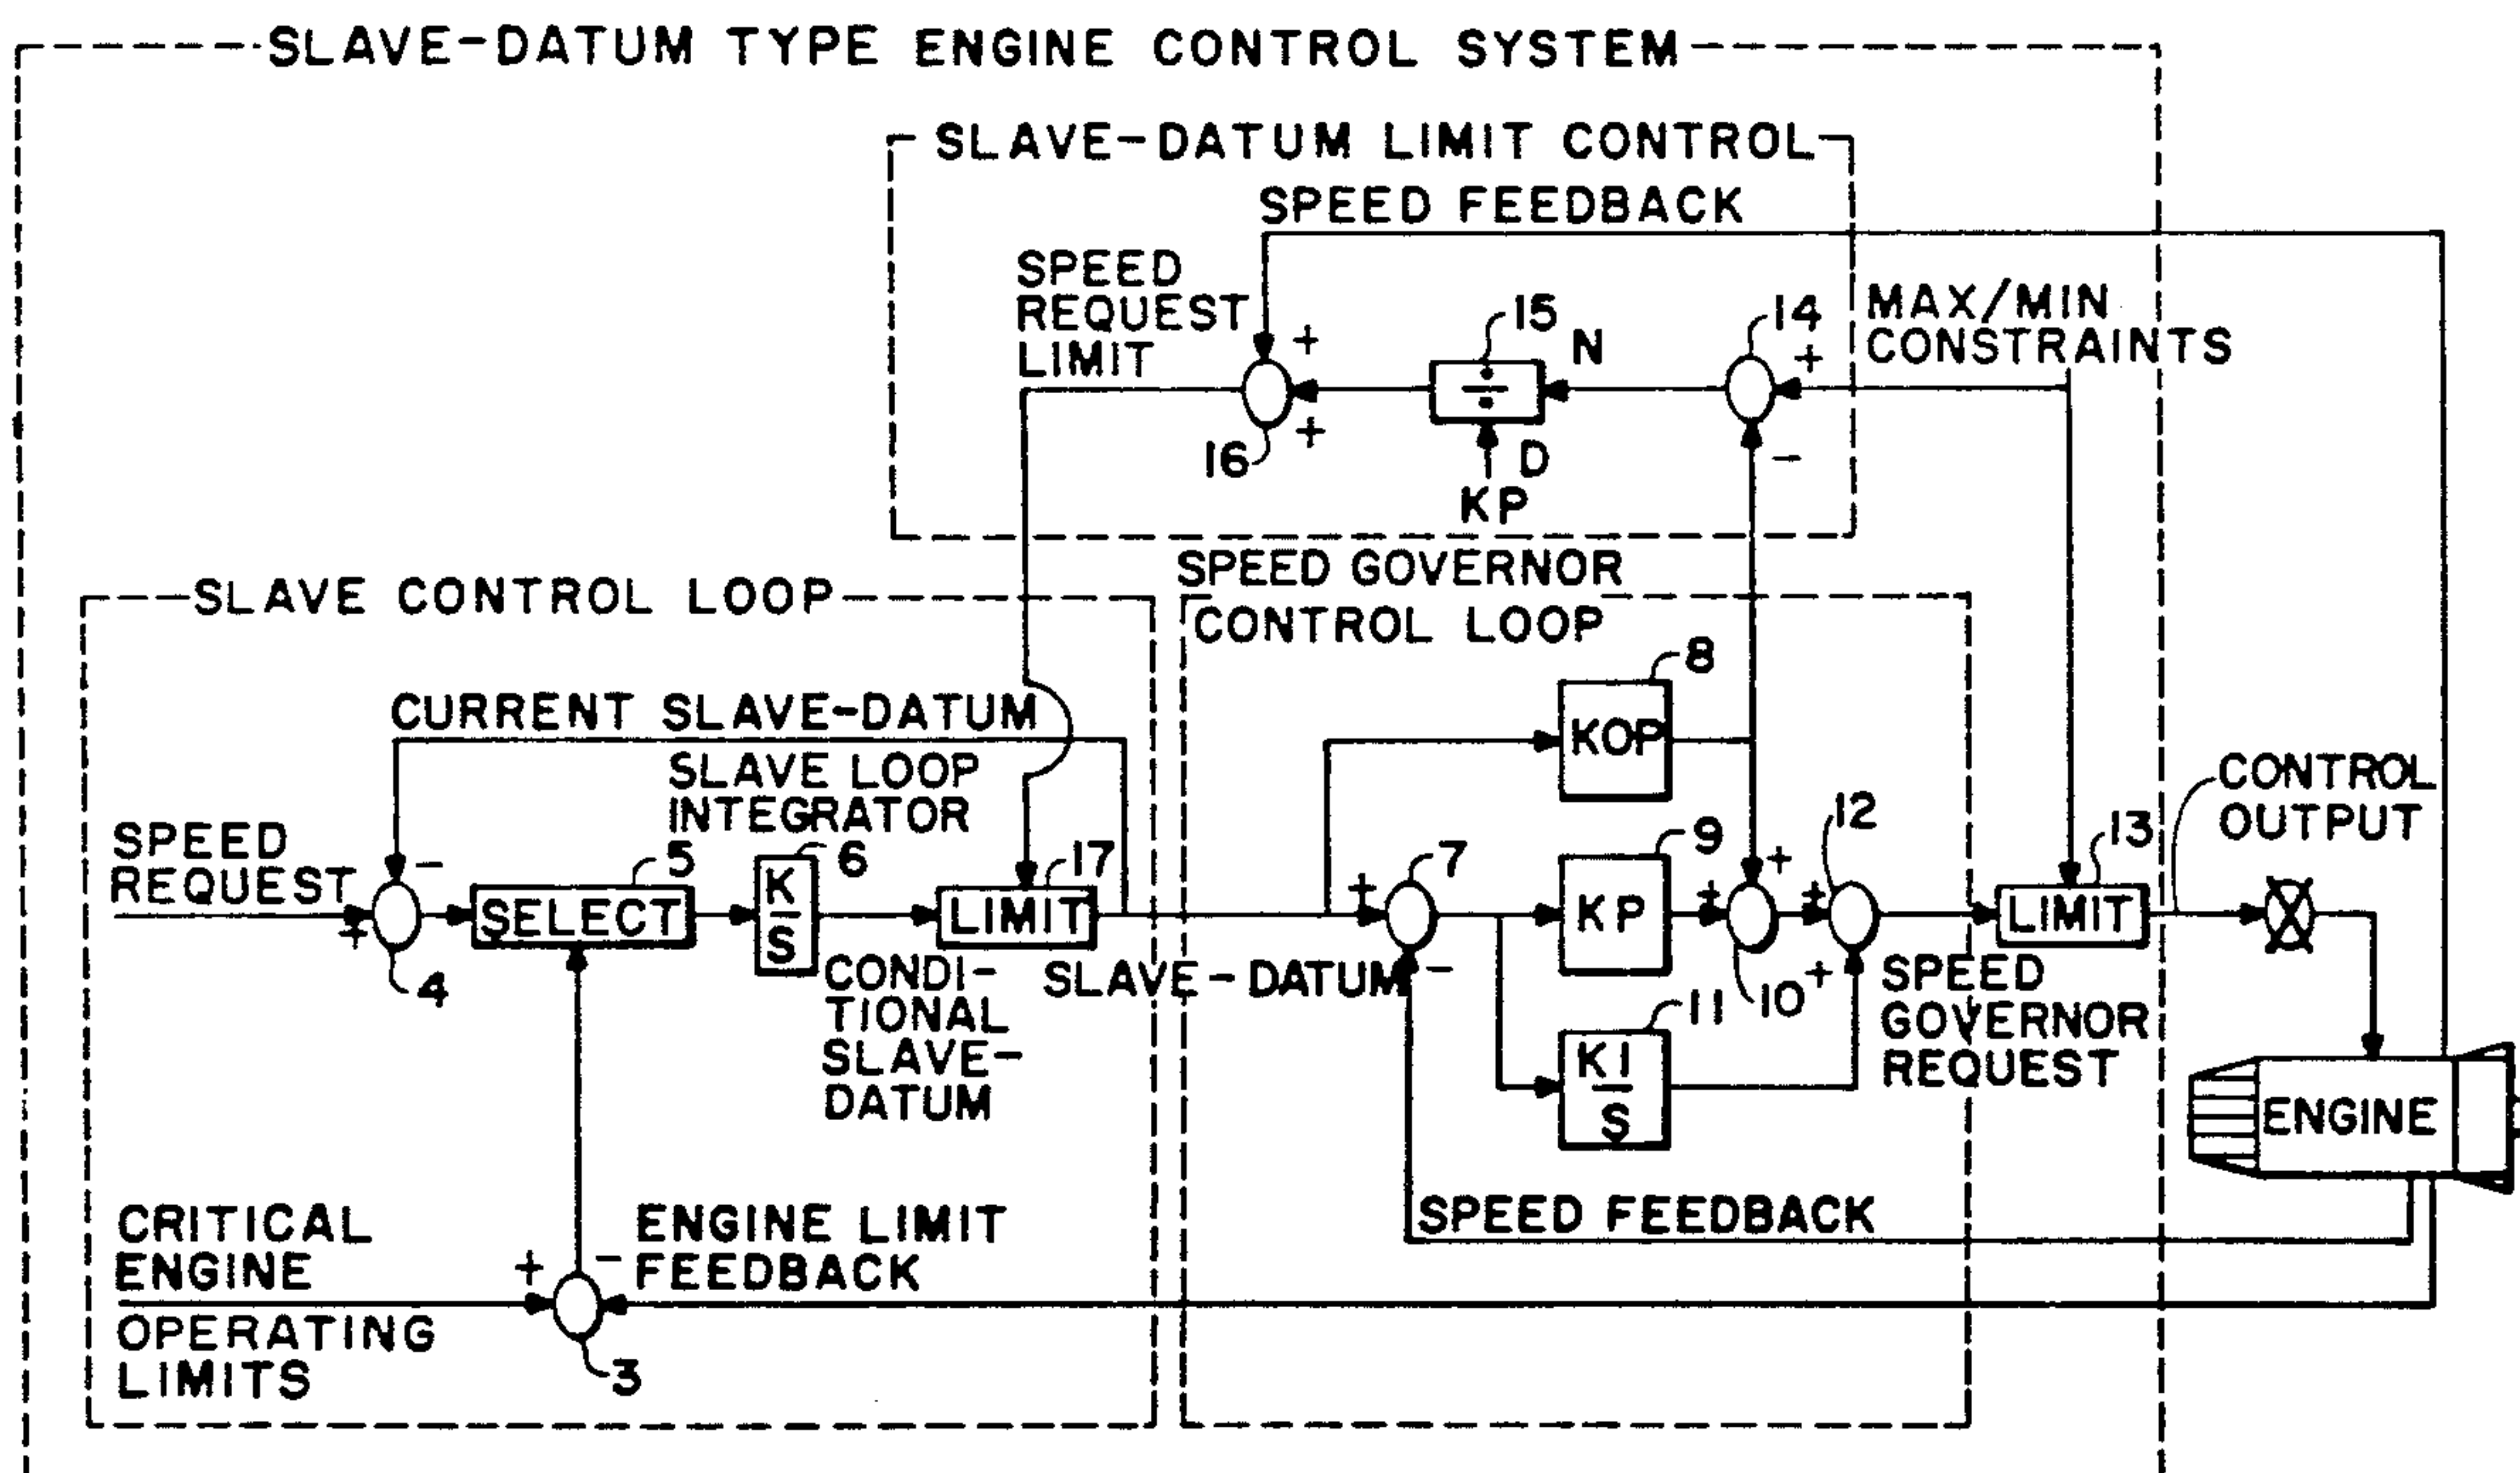 SLAVE-DATUM TYPE ENGINE CONTROL SYSTEM
SLAVE-DATUM LIMIT CONTROL
SPEED FEEDBACK
SPEED
REQUEST
LIMIT
+
+
16
15
N
÷
D
KP
14
+
-
MAX/MIN
CONSTRAINTS
SLAVE CONTROL LOOP
SPEED GOVERNOR
CONTROL LOOP
CURRENT SLAVE-DATUM
SLAVE LOOP
INTEGRATOR
SPEED
REQUEST
-
+
4
5
SELECT
6
K
S
CONDI-
TIONAL
SLAVE-
DATUM
17
LIMIT
SLAVE-DATUM
7
+
-
8
KOP
9
KP
11
KI
S
+
+
10
12
+
+
SPEED
GOVERNOR
REQUEST
13
LIMIT
CONTROL
OUTPUT
ENGINE
SPEED FEEDBACK
CRITICAL
ENGINE
OPERATING
LIMITS
+
-
3
ENGINE LIMIT
FEEDBACK